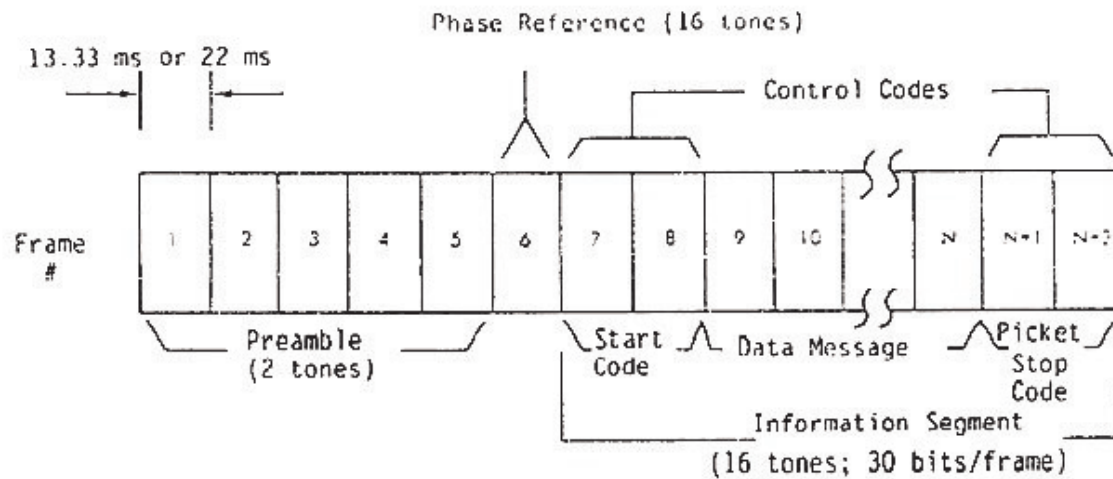 Phase Reference (16 tones)
13.33 ms or 22 ms
Control Codes
Frame
#
1 2 3 4 5 6 7 8 9 10 N N+1 N+2
Preamble
(2 tones)
Start
Code
Data Message
Picket
Stop
Code
Information Segment
(16 tones; 30 bits/frame)